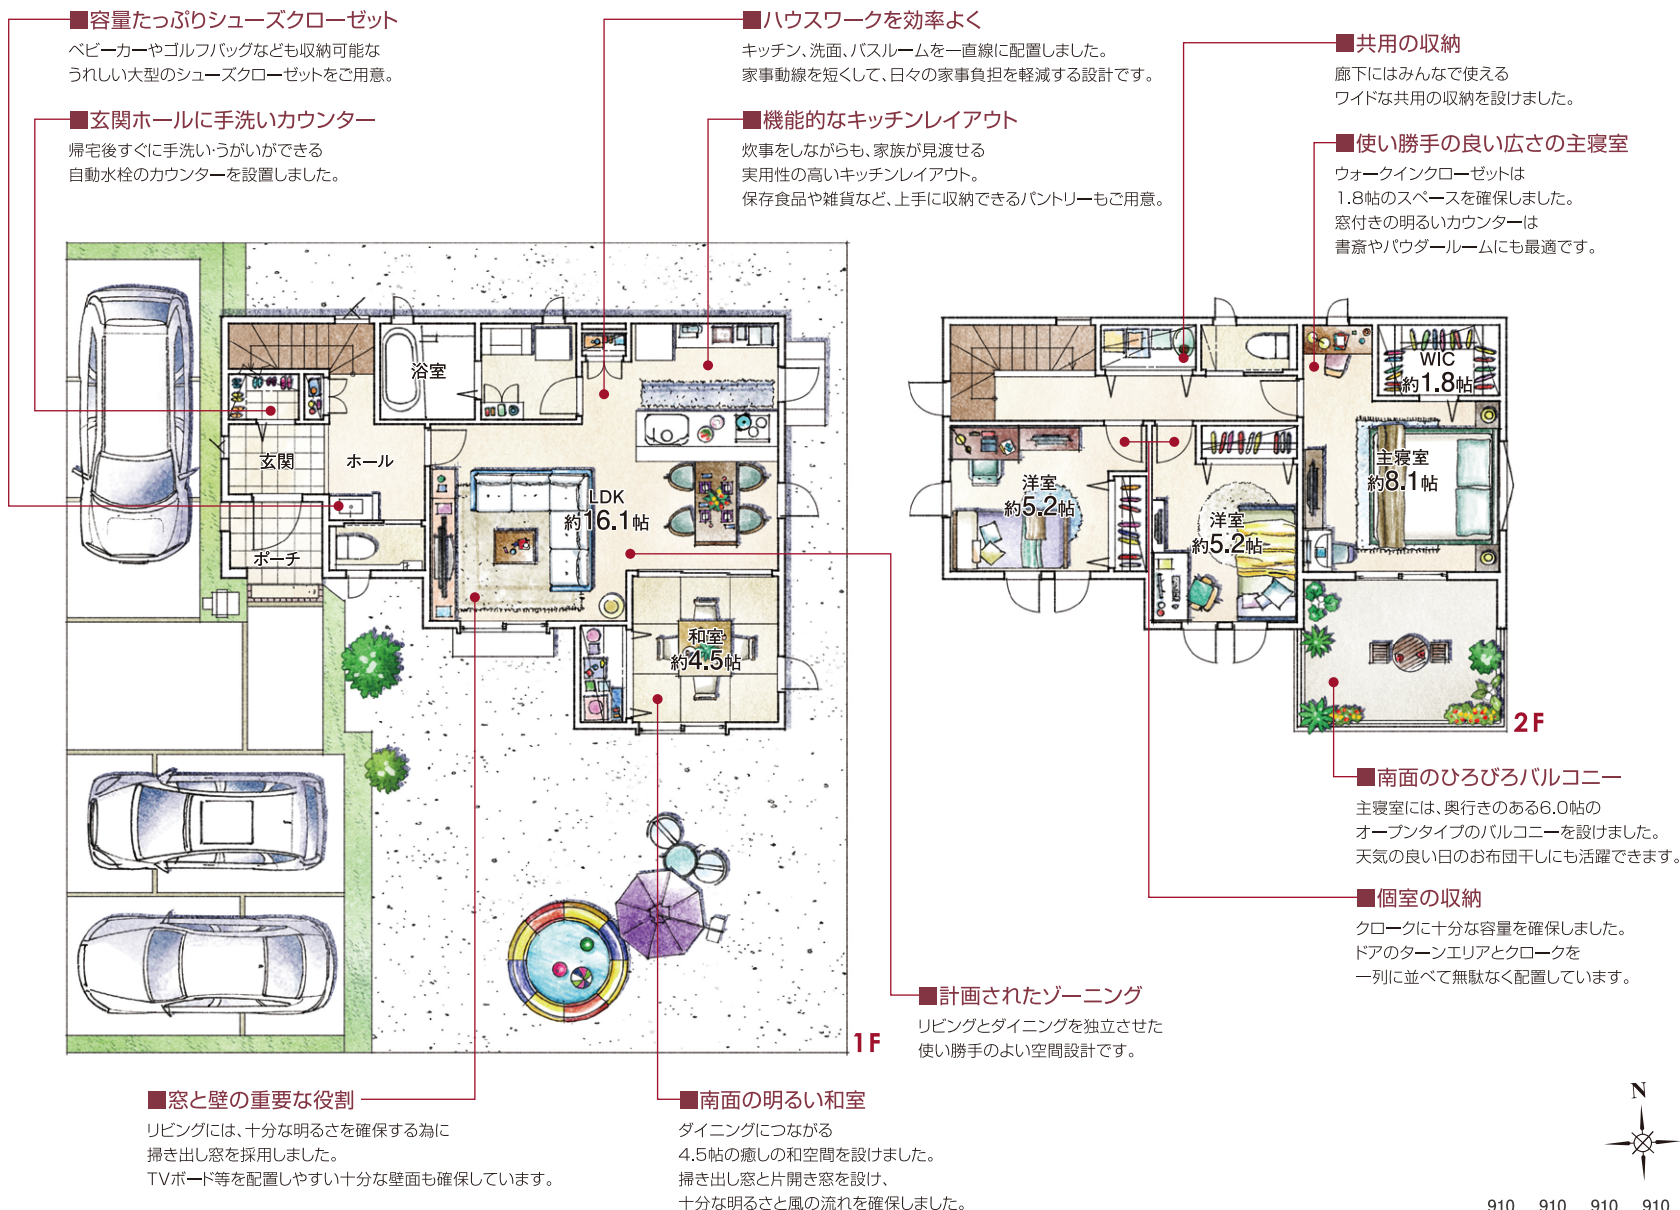 ■容量たっぷりシューズクローゼット
ベビーカーやゴルフバッグなども収納可能な
うれしい大型のシューズクローゼットをご用意。
■玄関ホールに手洗いカウンター
帰宅後すぐに手洗い・うがいができる
自動水栓のカウンターを設置しました。
■ハウスワークを効率よく
キッチン、洗面、バスルームを一直線に配置しました。
家事動線を短くして、日々の家事負担を軽減する設計です。
■機能的なキッチンレイアウト
炊事をしながらも、家族が見渡せる
実用性の高いキッチンレイアウト。
保存食品や雑貨など、上手に収納できるパントリーもご用意。
■共用の収納
廊下にはみんなで使える
ワイドな共用の収納を設けました。
■使い勝手の良い広さの主寝室
ウォークインクローゼットは
1.8帖のスペースを確保しました。
窓付きの明るいカウンターは
書斎やパウダールームにも最適です。
浴室
玄関
ホール
ポーチ
LDK
約16.1帖
和室
約4.5帖
1F
WIC
約1.8帖
主寝室
約8.1帖
洋室
約5.2帖
洋室
約5.2帖
2F
■南面のひろびろバルコニー
主寝室には、奥行きのある6.0帖の
オープンタイプのバルコニーを設けました。
天気の良い日のお布団干しにも活躍できます。
■個室の収納
クロークに十分な容量を確保しました。
ドアのターンエリアとクロークを
一列に並べて無駄なく配置しています。
■計画されたゾーニング
リビングとダイニングを独立させた
使い勝手のよい空間設計です。
■窓と壁の重要な役割
リビングには、十分な明るさを確保する為に
掃き出し窓を採用しました。
TVボード等を配置しやすい十分な壁面も確保しています。
■南面の明るい和室
ダイニングにつながる
4.5帖の癒しの和空間を設けました。
掃き出し窓と片開き窓を設け、
十分な明るさと風の流れを確保しました。
N
910 910 910 910